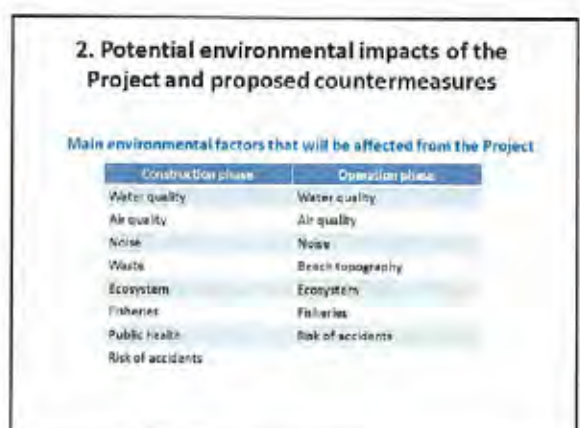 2. Potential environmental impacts of the
Project and proposed countermeasures
Main environmental factors that will be affected from the Project
Construction phase Operation phase
Water quality Water quality
Air quality Air quality
Noise Noise
Waste Beach topography
Ecosystem Ecosystem
Fisheries Fisheries
Public health Risk of accidents
Risk of accidents